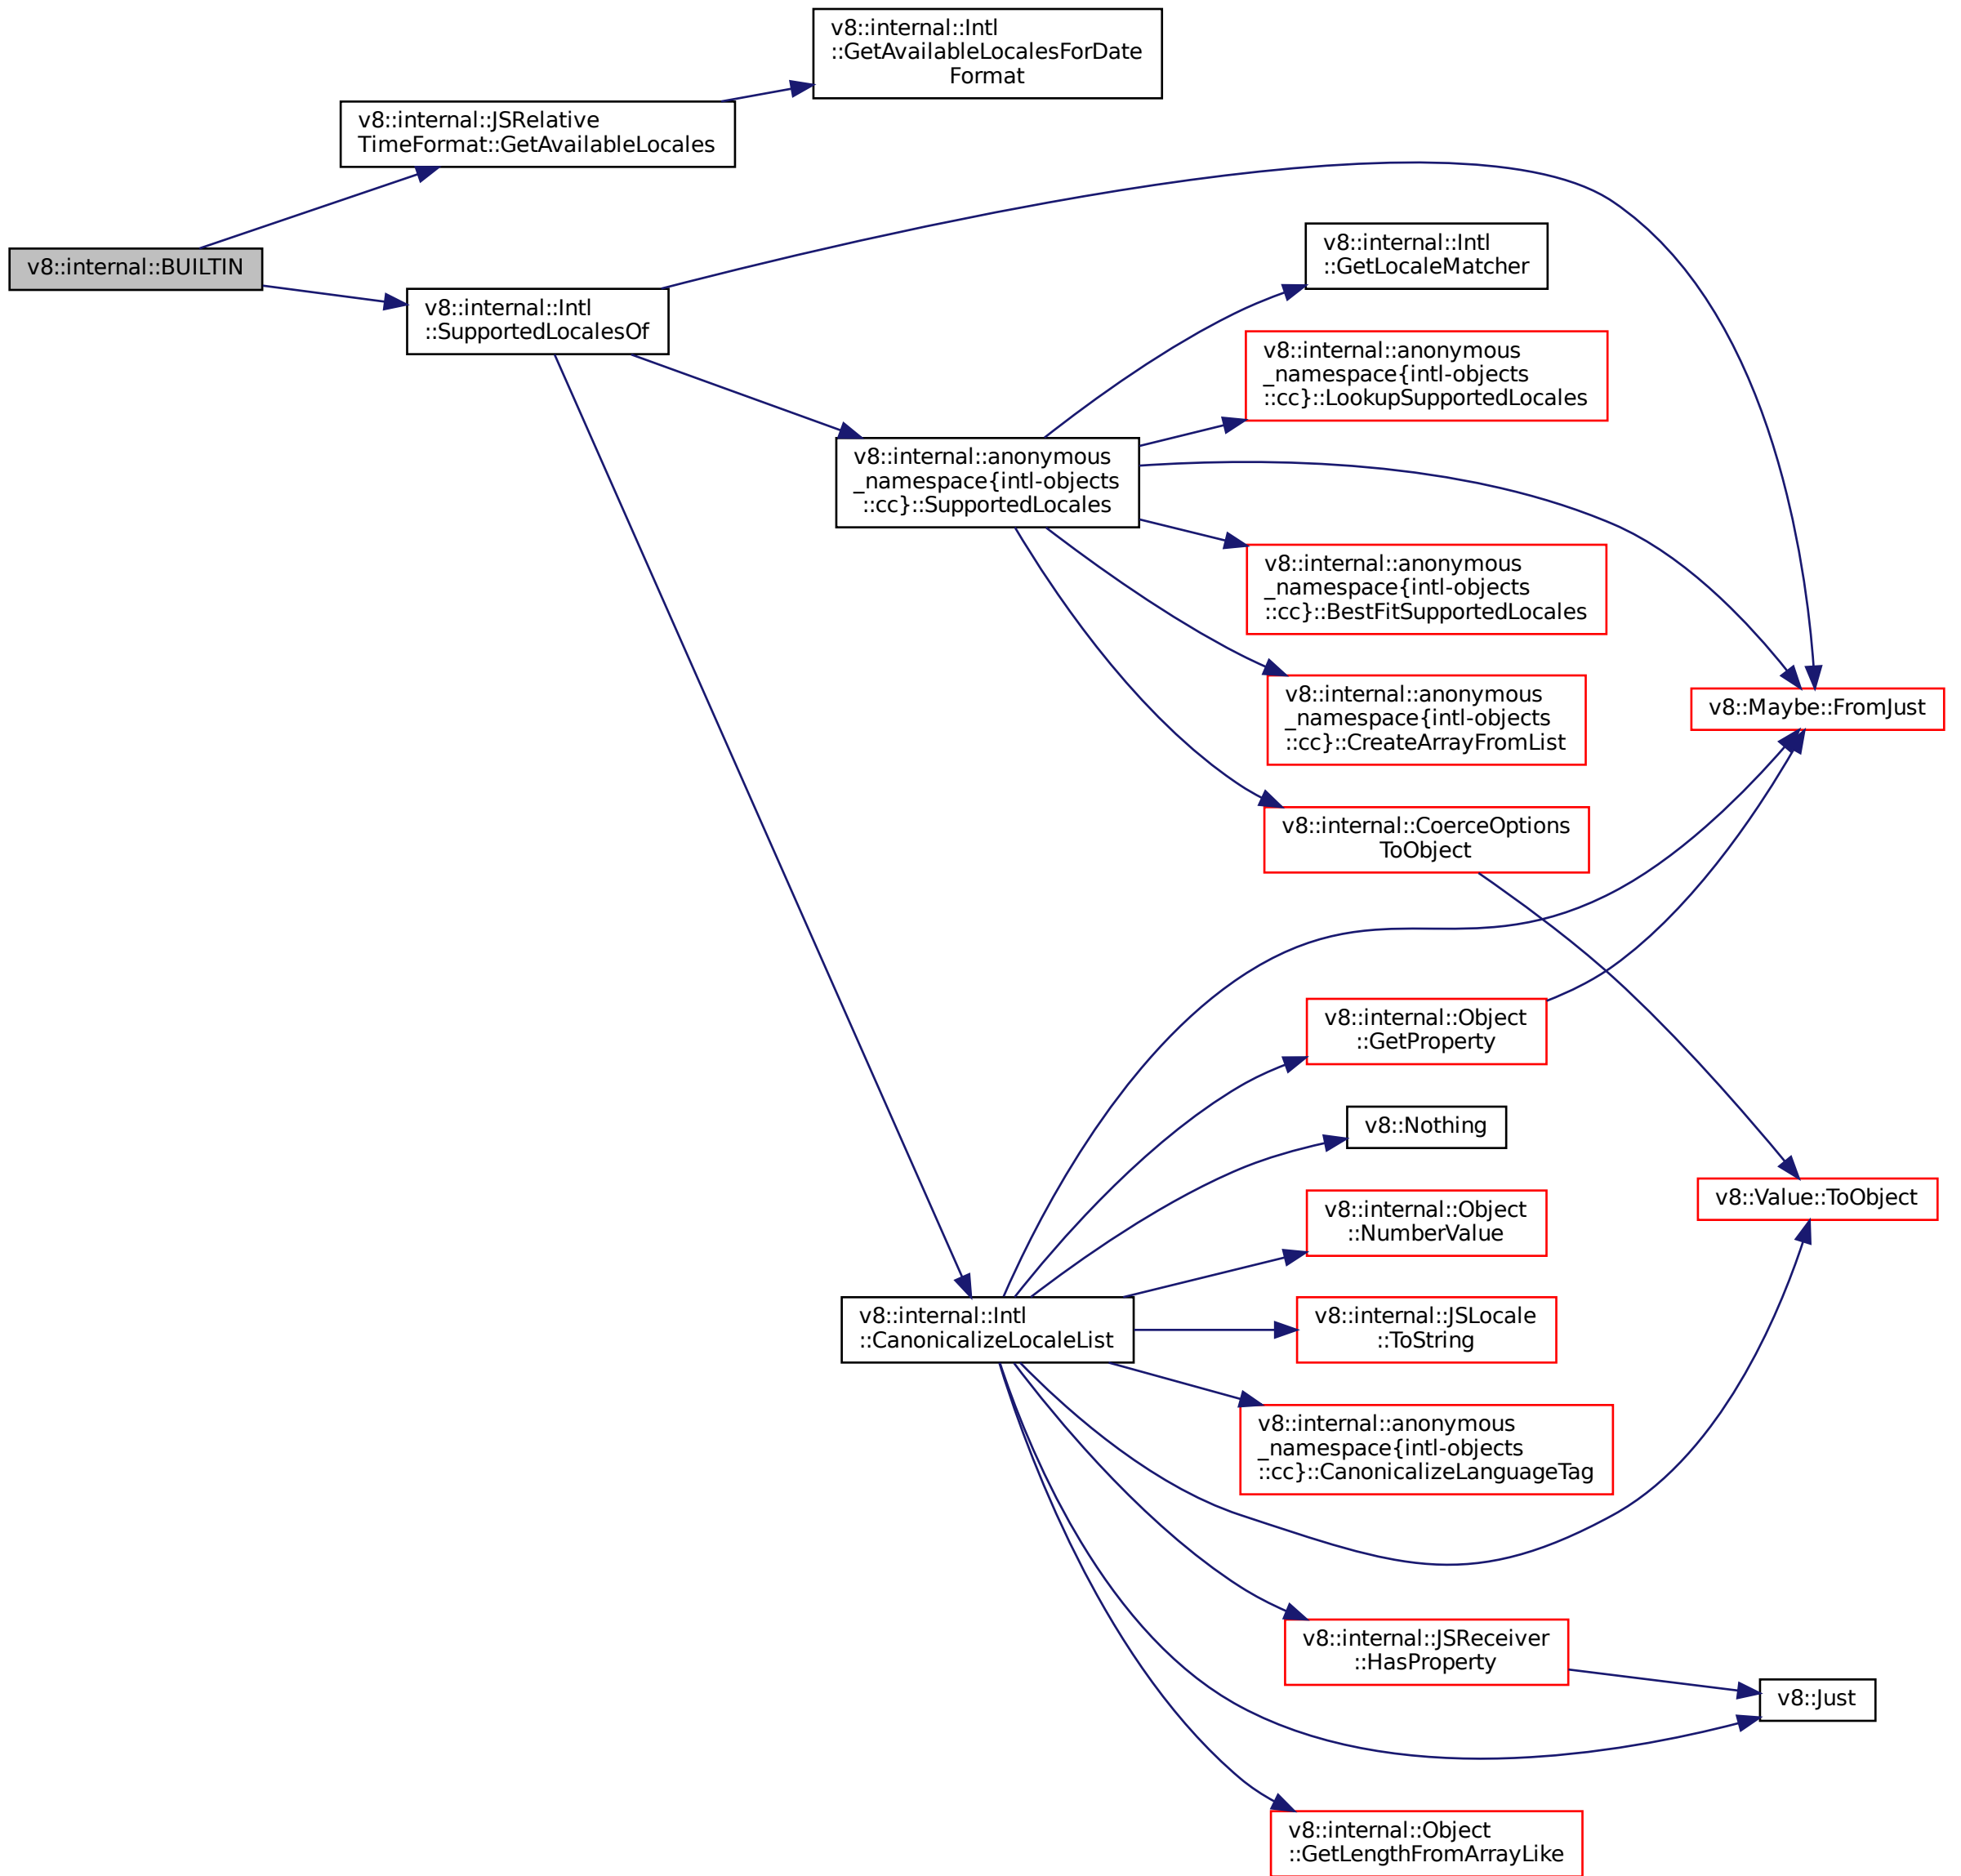 v8::internal::Intl
::GetAvailableLocalesForDate
Format
v8::internal::JSRelative
TimeFormat::GetAvailableLocales
v8::internal::BUILTIN
v8::internal::Intl
::SupportedLocalesOf
v8::internal::Intl
::GetLocaleMatcher
v8::internal::anonymous
_namespace{intl-objects
::cc}::LookupSupportedLocales
v8::internal::anonymous
_namespace{intl-objects
::cc}::SupportedLocales
v8::internal::anonymous
_namespace{intl-objects
::cc}::BestFitSupportedLocales
v8::internal::anonymous
_namespace{intl-objects
::cc}::CreateArrayFromList
v8::Maybe::FromJust
v8::internal::CoerceOptions
ToObject
v8::internal::Object
::GetProperty
v8::Nothing
v8::Value::ToObject
v8::internal::Object
::NumberValue
v8::internal::Intl
::CanonicalizeLocaleList
v8::internal::JSLocale
::ToString
v8::internal::anonymous
_namespace{intl-objects
::cc}::CanonicalizeLanguageTag
v8::internal::JSReceiver
::HasProperty
v8::Just
v8::internal::Object
::GetLengthFromArrayLike